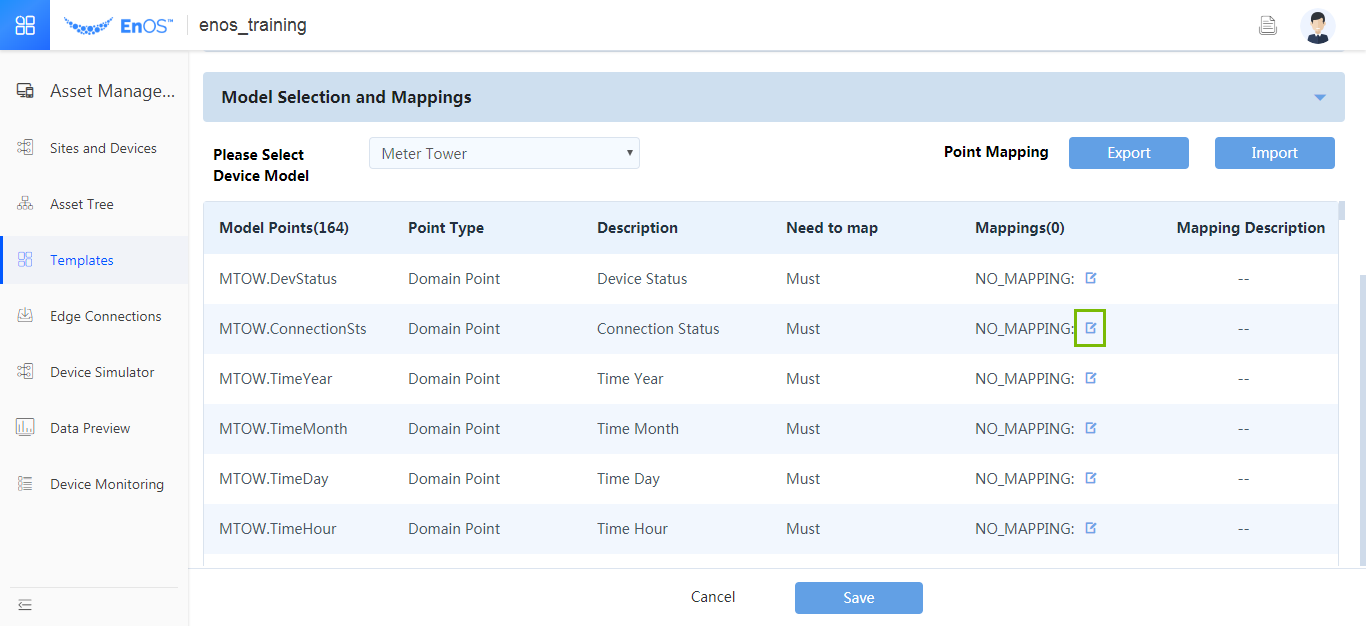 EnOS™ enos_training
Asset Manage...
Sites and Devices
Asset Tree
Templates
Edge Connections
Device Simulator
Data Preview
Device Monitoring
Model Selection and Mappings
Please Select
Device Model
Meter Tower
Point Mapping Export Import
Model Points(164) Point Type Description Need to map Mappings(0) Mapping Description
MTOW.DevStatus Domain Point Device Status Must NO_MAPPING: --
MTOW.ConnectionSts Domain Point Connection Status Must NO_MAPPING: --
MTOW.TimeYear Domain Point Time Year Must NO_MAPPING: --
MTOW.TimeMonth Domain Point Time Month Must NO_MAPPING: --
MTOW.TimeDay Domain Point Time Day Must NO_MAPPING: --
MTOW.TimeHour Domain Point Time Hour Must NO_MAPPING: --
Cancel Save